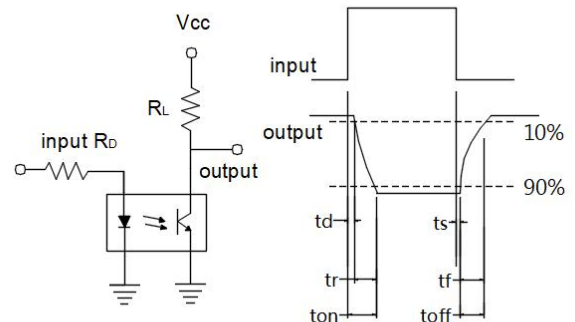 Vcc
RL
input RD
output
input
output
10%
90%
td
ts
tr
tf
ton
toff